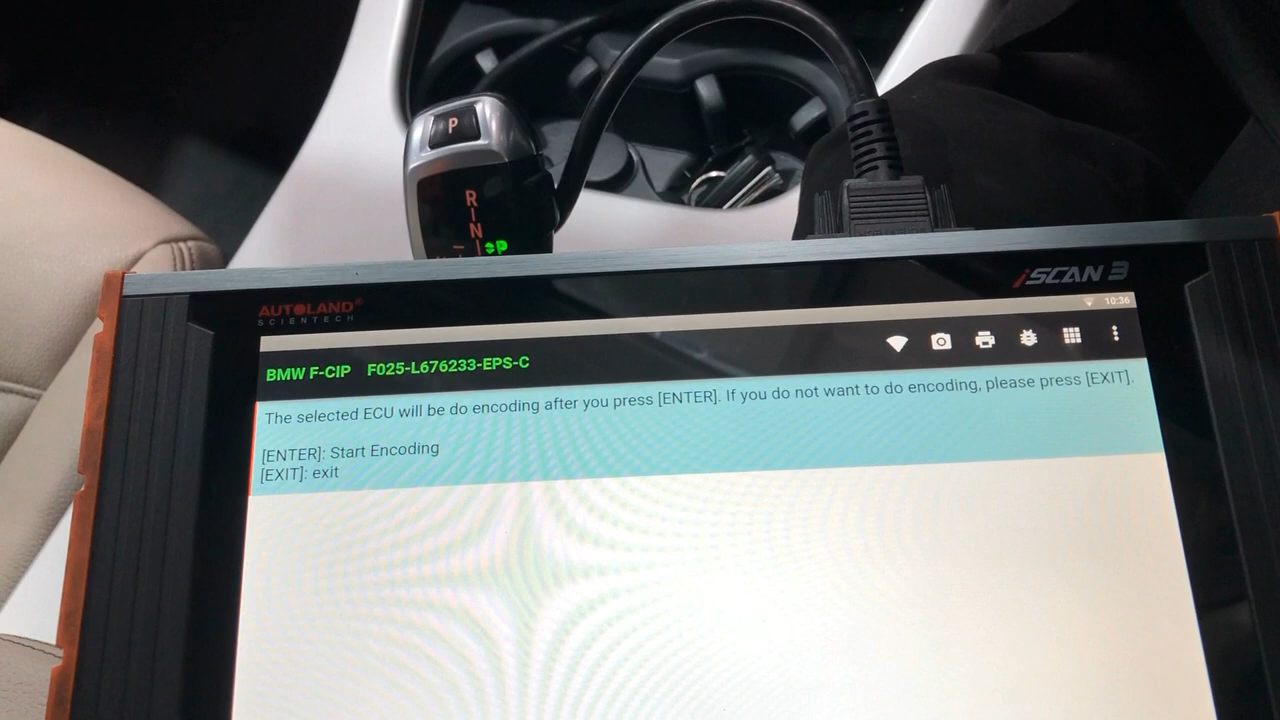 P
R
N
P
AUTOLAND®
SCIENTECH
iSCAN 3
10:36
BMW F-CIP F025-L676233-EPS-C
The selected ECU will be do encoding after you press [ENTER]. If you do not want to do encoding, please press [EXIT].
[ENTER]: Start Encoding
[EXIT]: exit